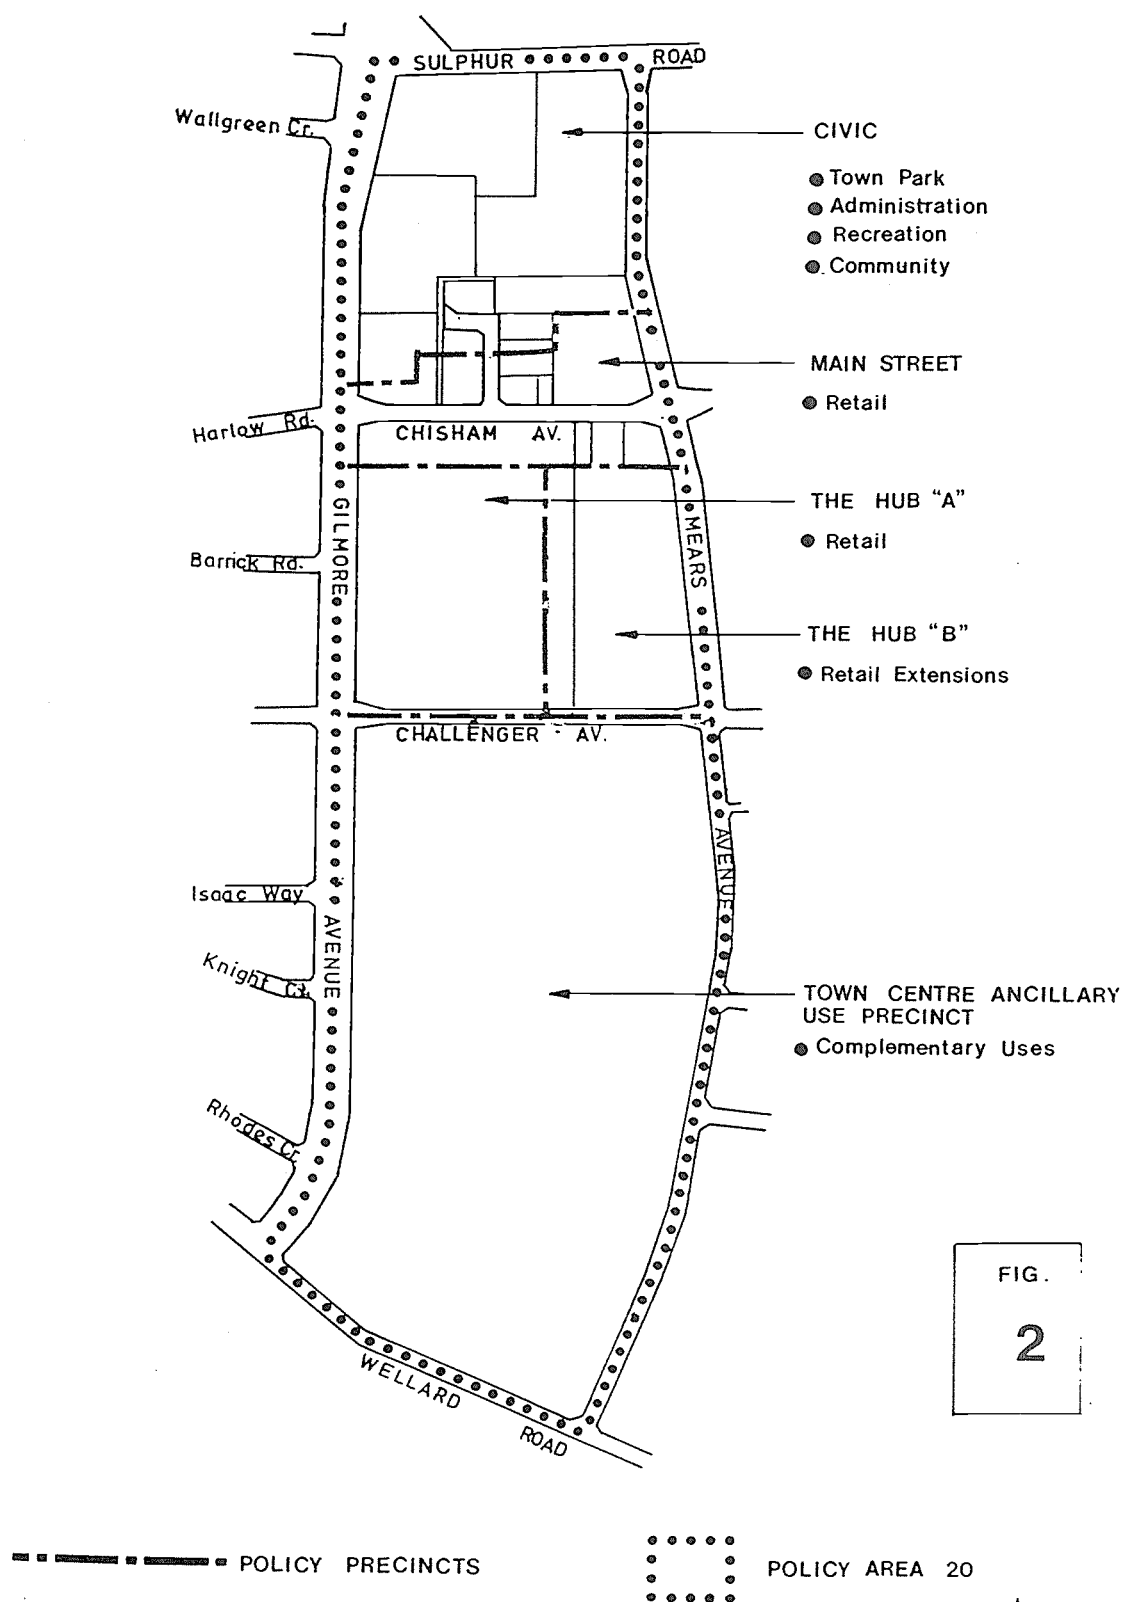 SULPHUR ROAD
Wallgreen Cr.
CIVIC
Town Park
Administration
Recreation
Community
MAIN STREET
Retail
Harlow Rd.
CHISHAM AV.
THE HUB "A"
Retail
GILMORE
MEARS
Barrick Rd.
THE HUB "B"
Retail Extensions
CHALLENGER AV.
AVENUE
Isaac Way
AVENUE
Knight Ct.
TOWN CENTRE ANCILLARY
USE PRECINCT
Complementary Uses
Rhodes Cr.
FIG.
2
WELLARD ROAD
POLICY PRECINCTS
POLICY AREA 20